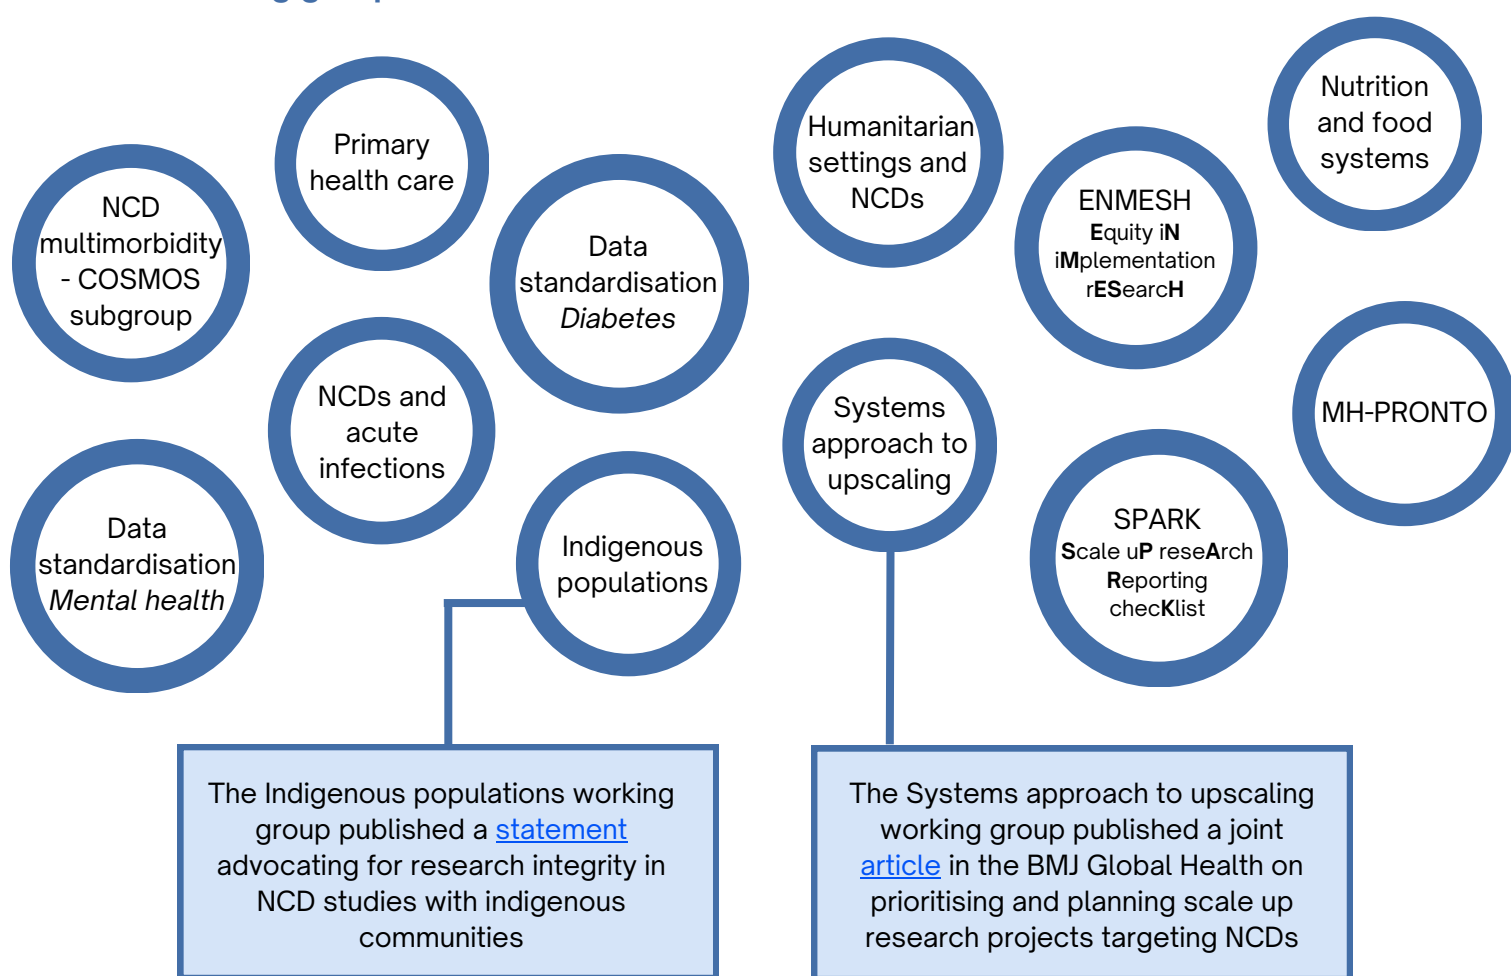 Primary
health care
NCD
multimorbidity
- COSMOS
subgroup
Data
standardisation
Diabetes
NCDs and
acute
infections
Data
standardisation
Mental health
Indigenous
populations
Humanitarian
settings and
NCDs
Nutrition
and food
systems
ENMESH
Equity iN
iMplementation
rESearcH
Systems
approach to
upscaling
MH-PRONTO
SPARK
Scale uP reseArch
Reporting
checKlist
The Indigenous populations working
group published a statement
advocating for research integrity in
NCD studies with indigenous
communities
The Systems approach to upscaling
working group published a joint
article in the BMJ Global Health on
prioritising and planning scale up
research projects targeting NCDs